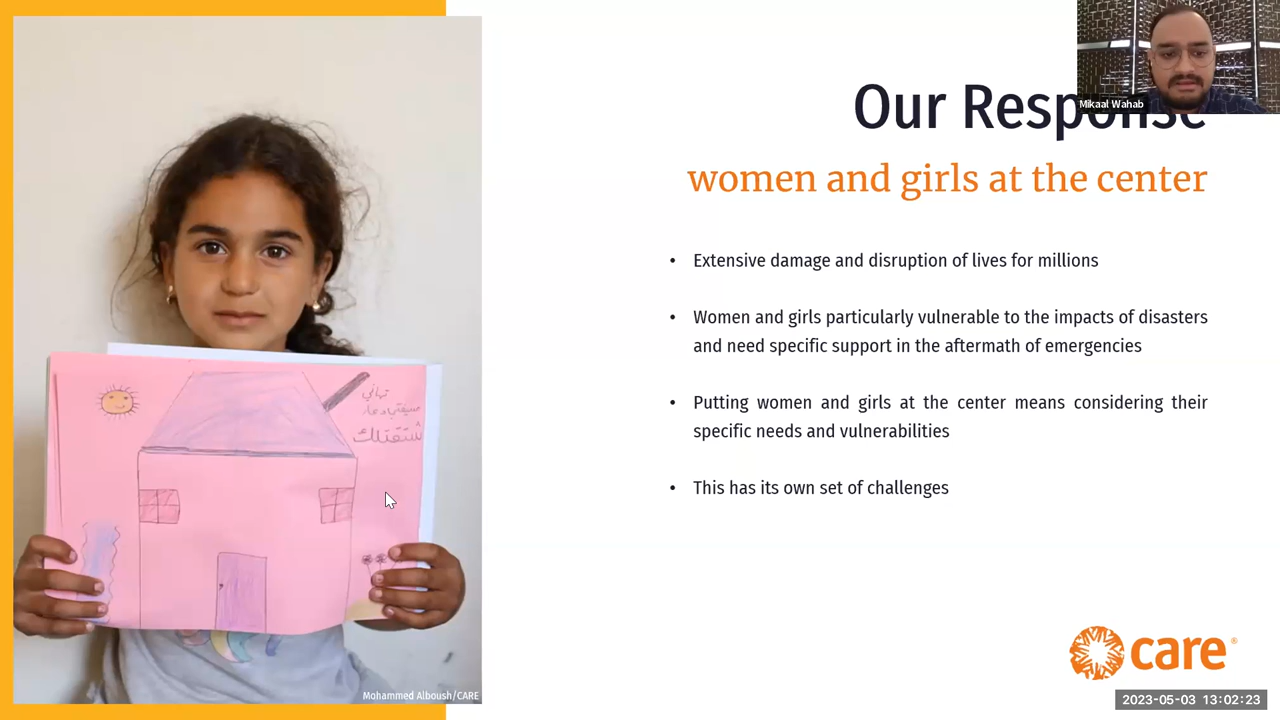 Our Response
Mikaal Wahab
women and girls at the center
• Extensive damage and disruption of lives for millions
• Women and girls particularly vulnerable to the impacts of disasters
and need specific support in the aftermath of emergencies
• Putting women and girls at the center means considering their
specific needs and vulnerabilities
• This has its own set of challenges
تهاني
شتقتلك
Mohammed Alboush/CARE
care®
2023-05-03 13:02:23